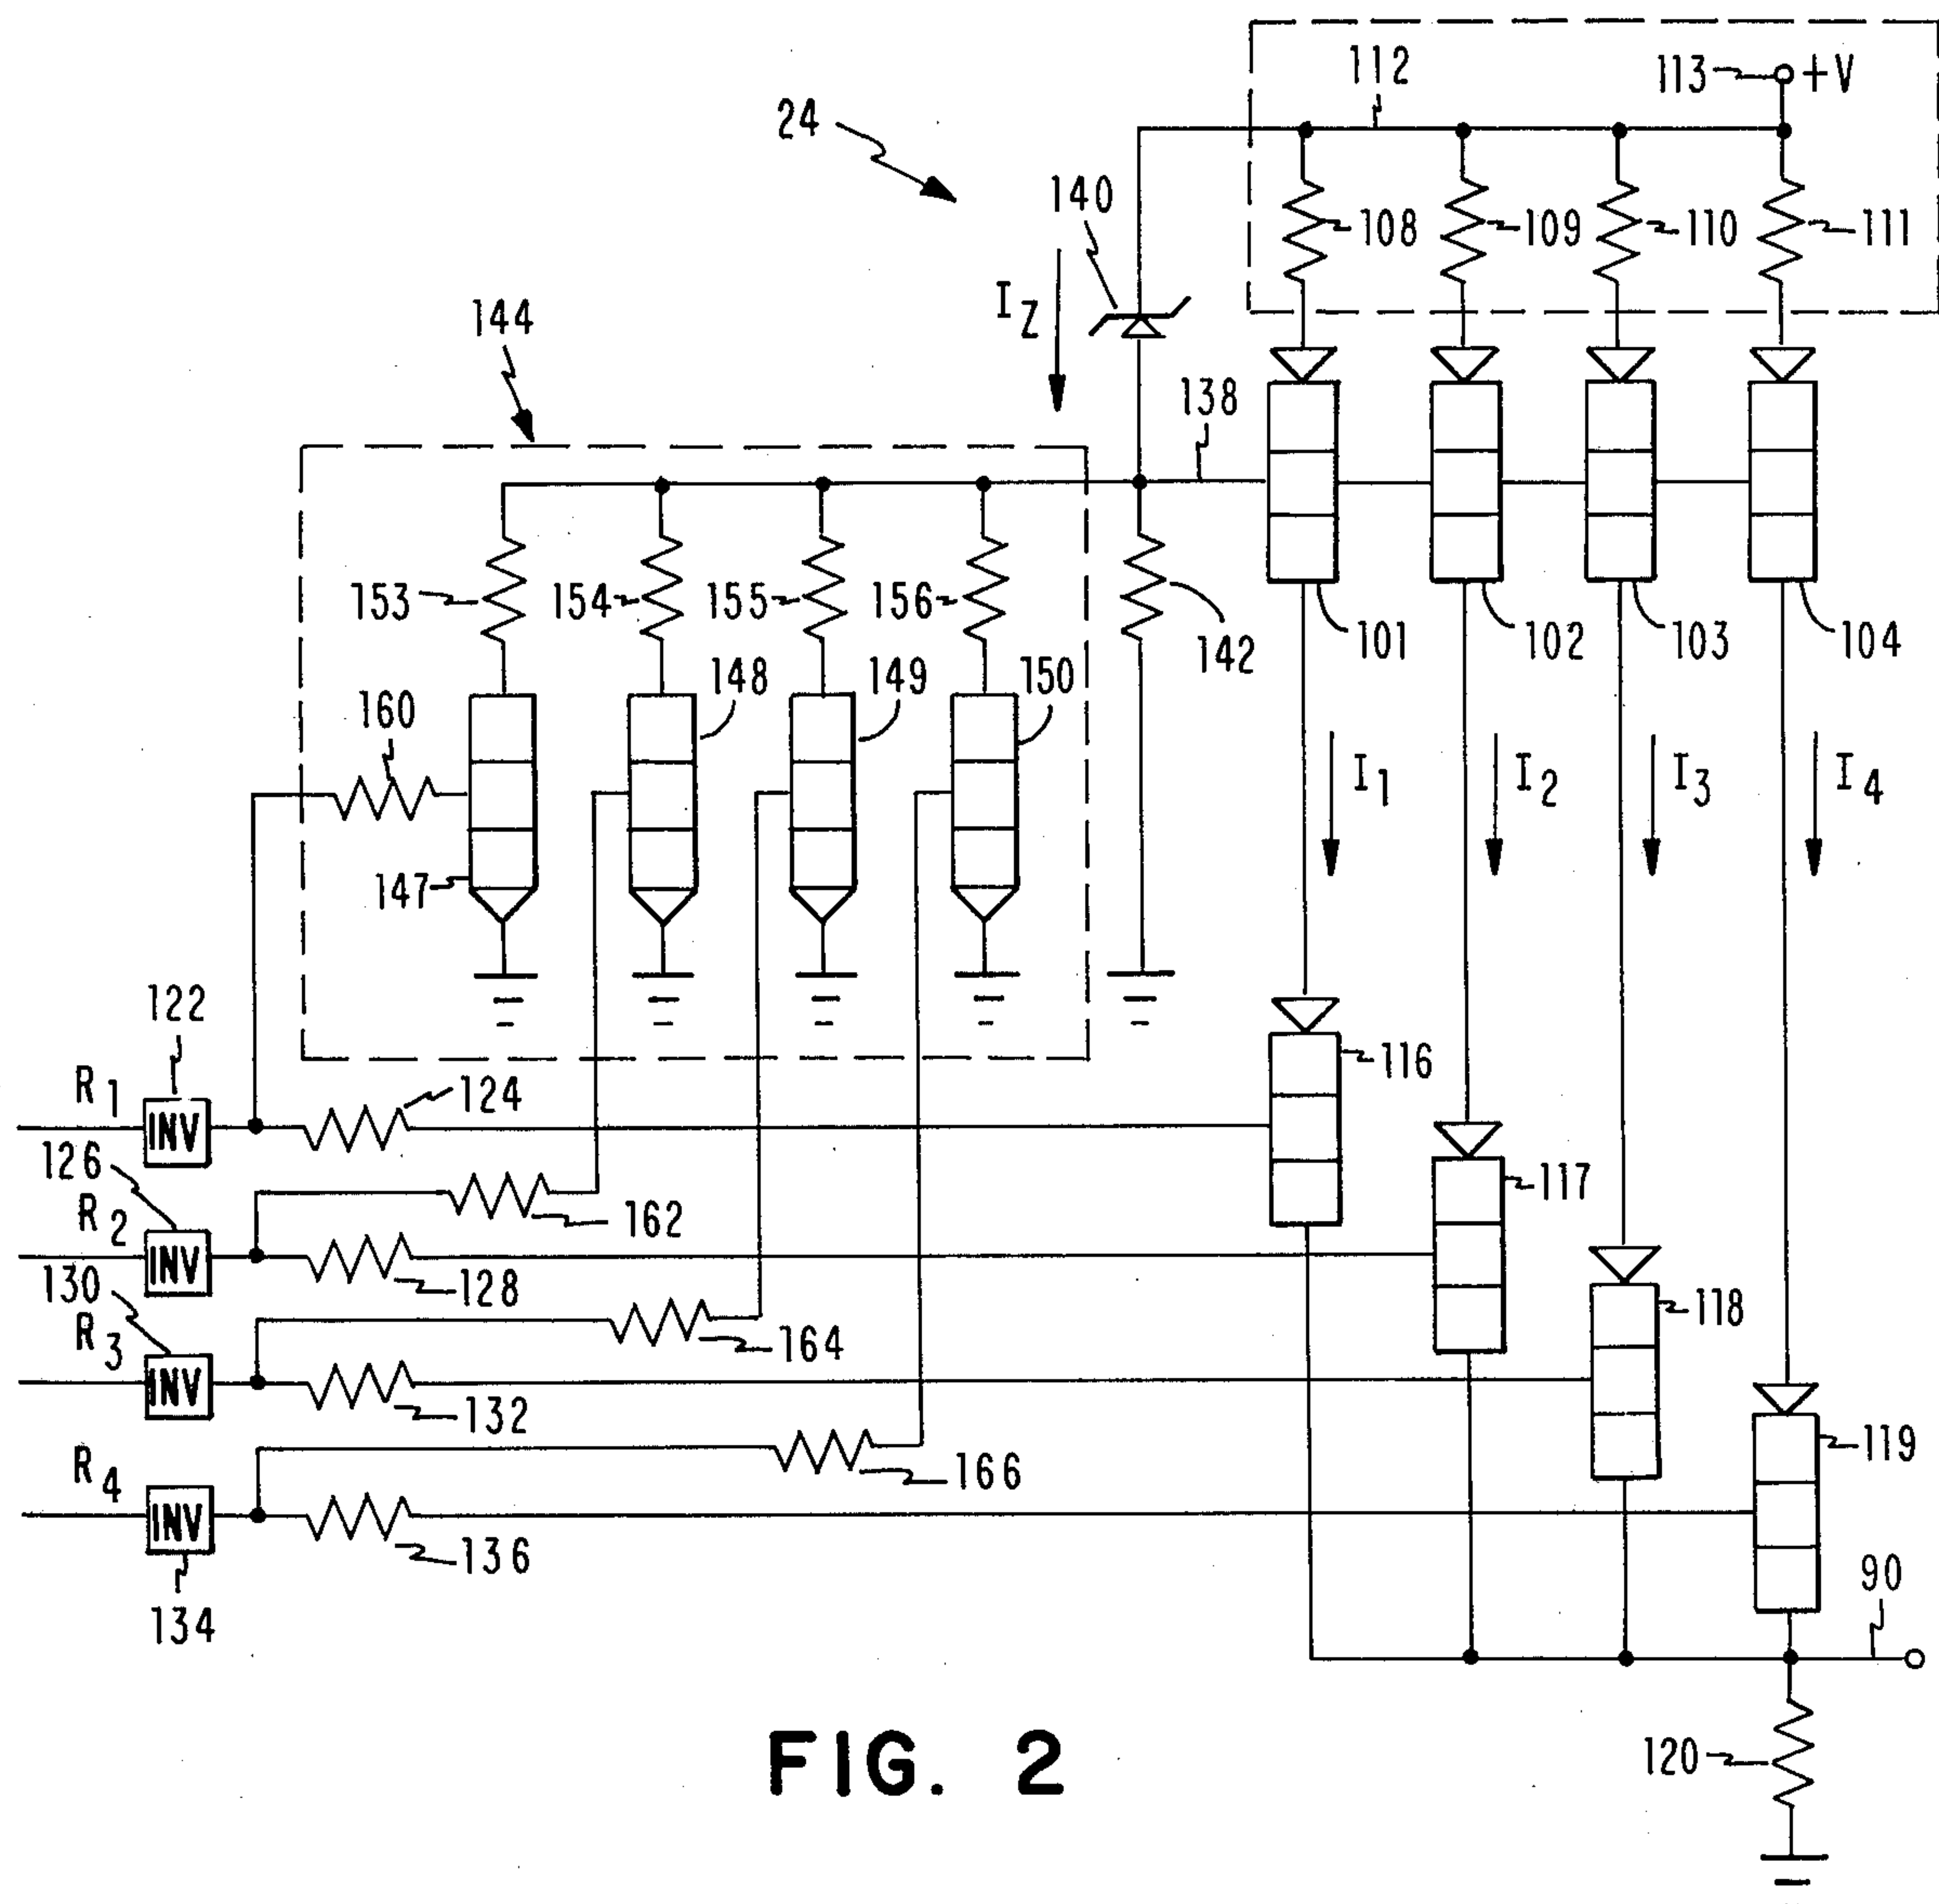 112
113 +V
24
140
108 109 110 111
I Z
144
138
153 154 155 156
142 101 102 103 104
148 149 150
160
I 1 I 2 I 3 I 4
147
122
116
R 1 INV 124
126
117
R 2 INV 162
128
130
118
R 3 INV 164
132
119
R 4 INV 166
136
134
90
120
FIG. 2